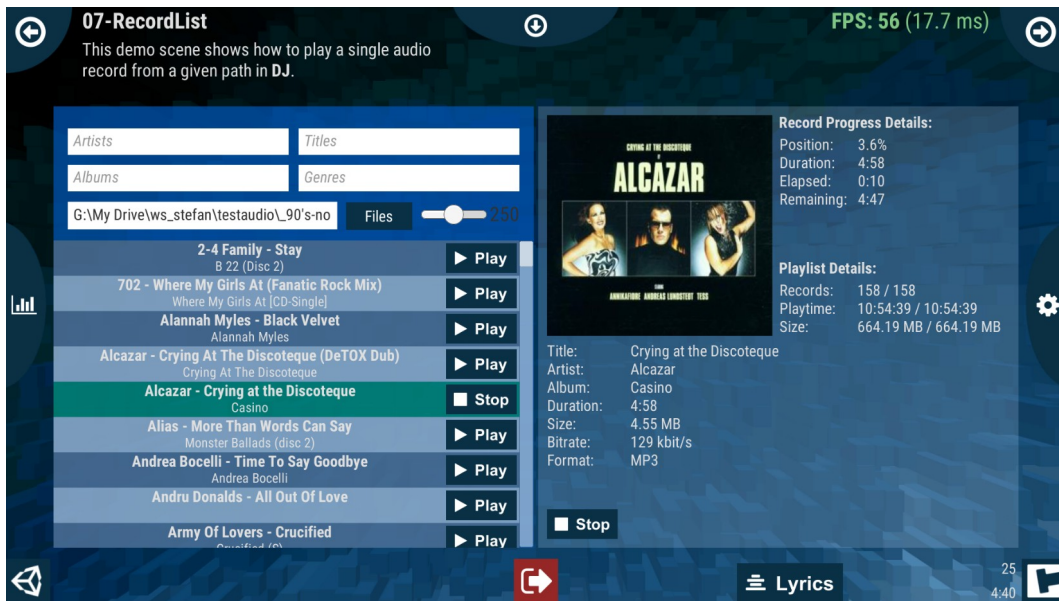 07-RecordList
FPS: 56 (17.7 ms)
This demo scene shows how to play a single audio
record from a given path in DJ.
Artists
Titles
Albums
Genres
G:\My Drive\ws_stefan\testaudio\_90's-no
Files
250
2-4 Family - Stay
B 22 (Disc 2)
Play
702 - Where My Girls At (Fanatic Rock Mix)
Where My Girls At [CD-Single]
Play
Alannah Myles - Black Velvet
Alannah Myles
Play
Alcazar - Crying At The Discoteque (DeTOX Dub)
Crying At The Discoteque
Play
Alcazar - Crying at the Discoteque
Casino
Stop
Alias - More Than Words Can Say
Monster Ballads (disc 2)
Play
Andrea Bocelli - Time To Say Goodbye
Andrea Bocelli
Play
Andru Donalds - All Out Of Love
Play
Army Of Lovers - Crucified
Crucified (S)
Play
CRYING AT THE DISCOTEQUE
ALCAZAR
ANNIKAFIORE ANDREAS LUNDSTEDT TESS
Record Progress Details:
Position: 3.6%
Duration: 4:58
Elapsed: 0:10
Remaining: 4:47
Playlist Details:
Records: 158 / 158
Playtime: 10:54:39 / 10:54:39
Size: 664.19 MB / 664.19 MB
Title: Crying at the Discoteque
Artist: Alcazar
Album: Casino
Duration: 4:58
Size: 4.55 MB
Bitrate: 129 kbit/s
Format: MP3
Stop
Lyrics
25
4:40